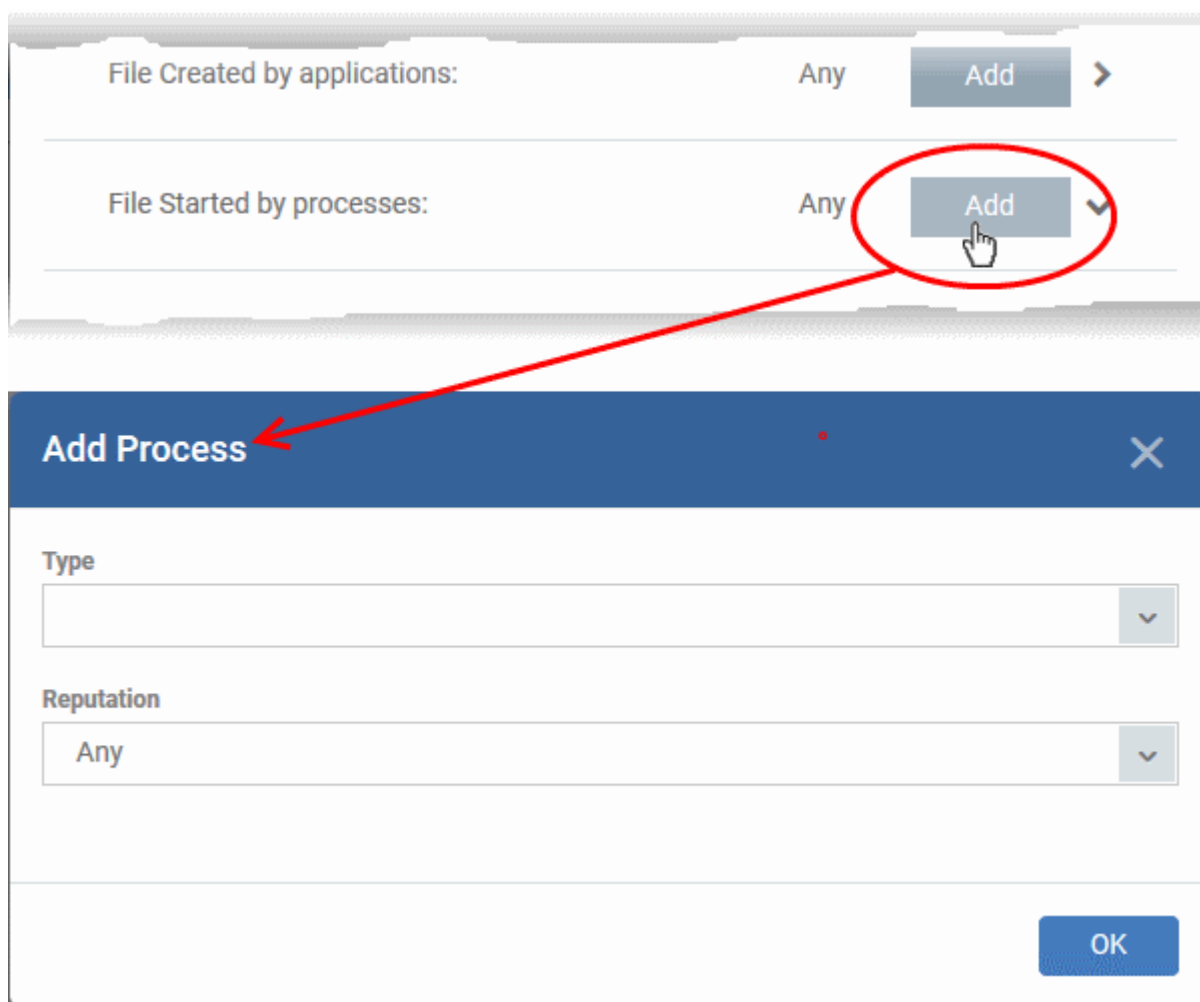 File Created by applications: Any Add
File Started by processes: Any Add
Add Process
Type
Reputation
Any
OK